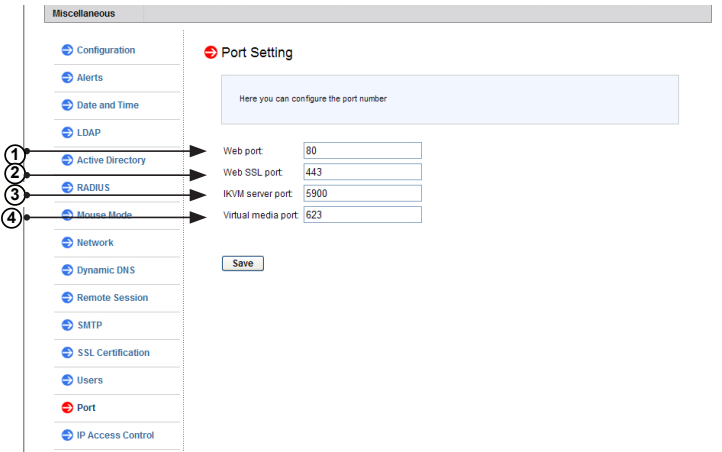 Miscellaneous
Configuration
Alerts
Date and Time
LDAP
Active Directory
RADIUS
Mouse Mode
Network
Dynamic DNS
Remote Session
SMTP
SSL Certification
Users
Port
IP Access Control
Port Setting
Here you can configure the port number
1 Web port: 80
2 Web SSL port: 443
3 IKVM server port: 5900
4 Virtual media port: 623
Save